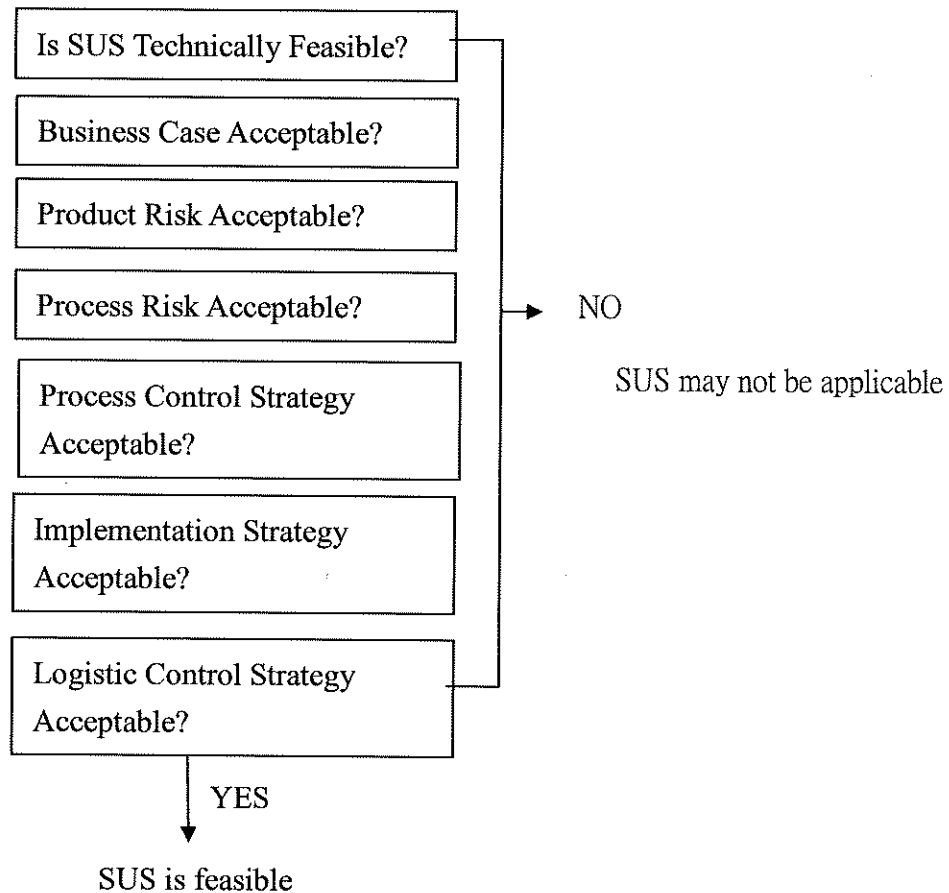 Is SUS Technically Feasible?
Business Case Acceptable?
Product Risk Acceptable?
Process Risk Acceptable?
NO
SUS may not be applicable
Process Control Strategy
Acceptable?
Implementation Strategy
Acceptable?
Logistic Control Strategy
Acceptable?
YES
SUS is feasible